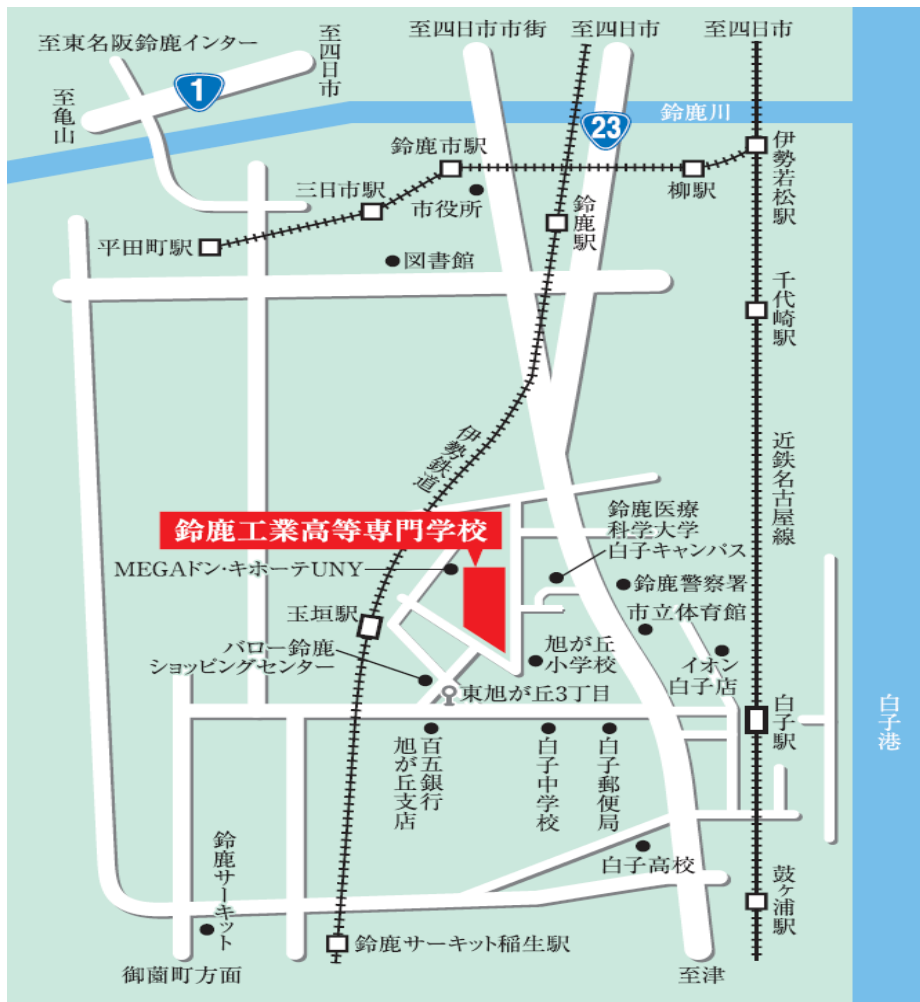 至東名阪鈴鹿インター
至四日市
至四日市市街
至四日市
至四日市
1
至亀山
23
鈴鹿川
鈴鹿市駅
三日市駅
市役所
柳駅
伊勢若松駅
平田町駅
鈴鹿駅
図書館
千代崎駅
伊勢鉄道
近鉄名古屋線
鈴鹿工業高等専門学校
鈴鹿医療
科学大学
白子キャンパス
MEGAドン・キホーテUNY
鈴鹿警察署
玉垣駅
市立体育館
バロー鈴鹿
ショッピングセンター
旭が丘
小学校
イオン
白子店
東旭が丘3丁目
白子駅
白子港
百五銀行
旭が丘支店
白子中学校
白子郵便局
鈴鹿サーキット
白子高校
鼓ヶ浦駅
鈴鹿サーキット稲生駅
御薗町方面
至津